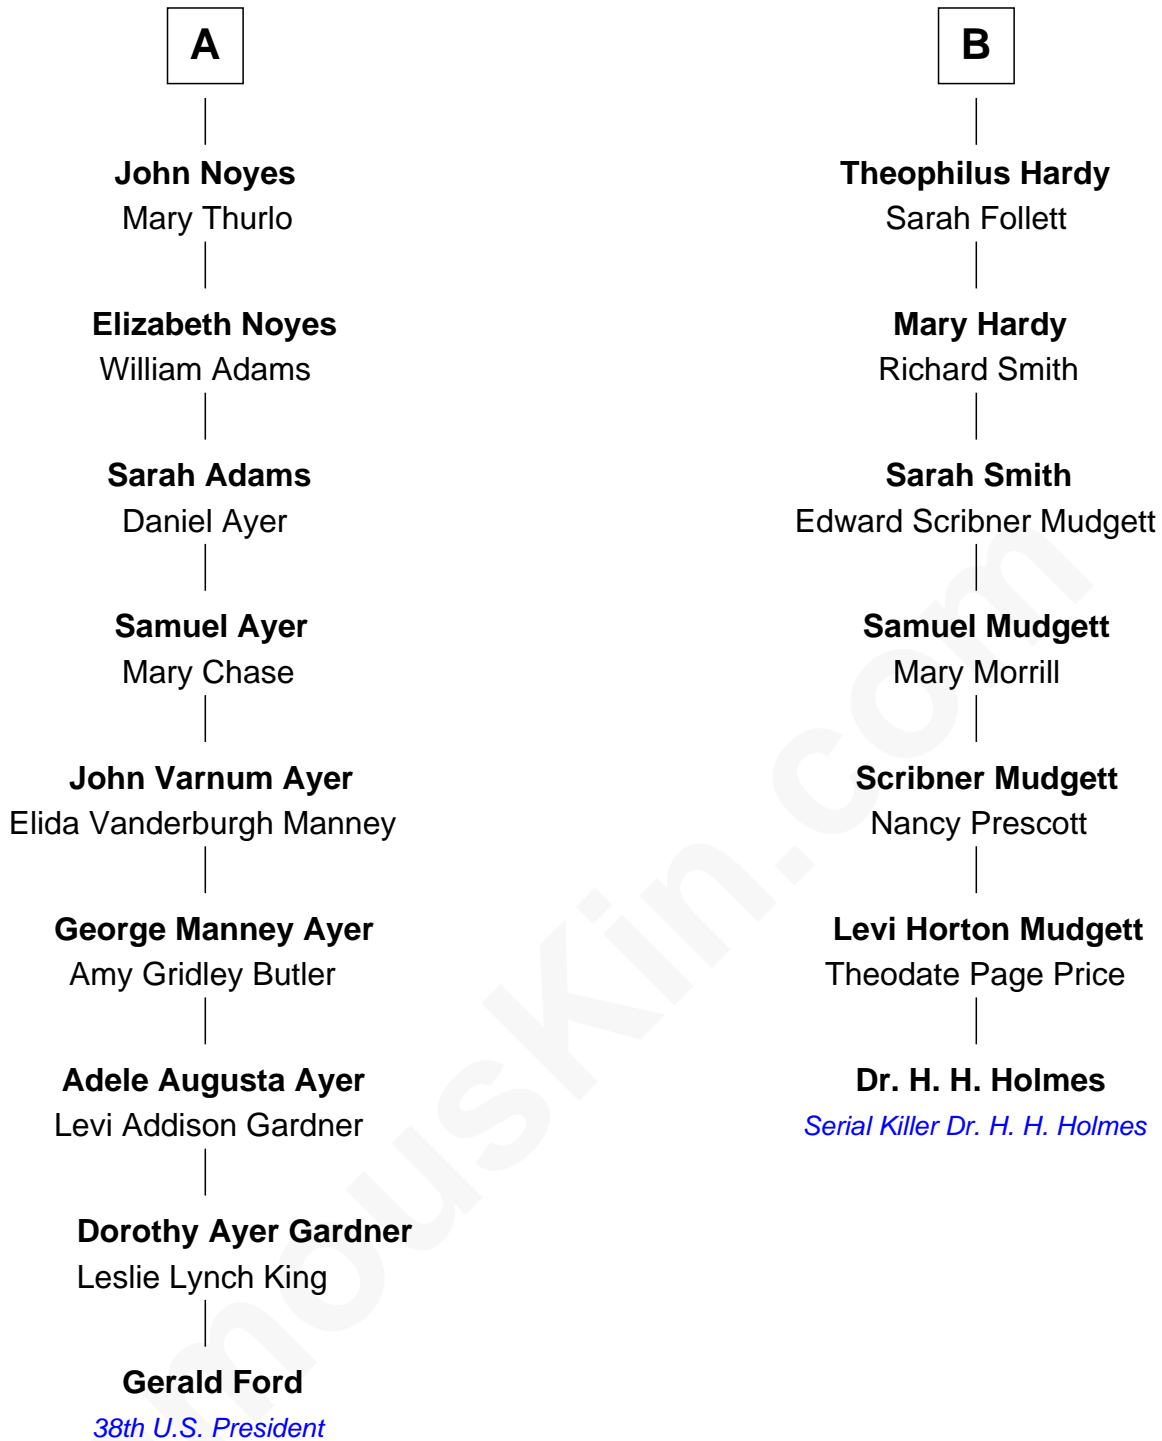 A
John Noyes
Mary Thurlo
Elizabeth Noyes
William Adams
Sarah Adams
Daniel Ayer
Samuel Ayer
Mary Chase
John Varnum Ayer
Elida Vanderburgh Manney
George Manney Ayer
Amy Gridley Butler
Adele Augusta Ayer
Levi Addison Gardner
Dorothy Ayer Gardner
Leslie Lynch King
Gerald Ford
38th U.S. President
B
Theophilus Hardy
Sarah Follett
Mary Hardy
Richard Smith
Sarah Smith
Edward Scribner Mudgett
Samuel Mudgett
Mary Morrill
Scribner Mudgett
Nancy Prescott
Levi Horton Mudgett
Theodate Page Price
Dr. H. H. Holmes
Serial Killer Dr. H. H. Holmes
mousKin.com